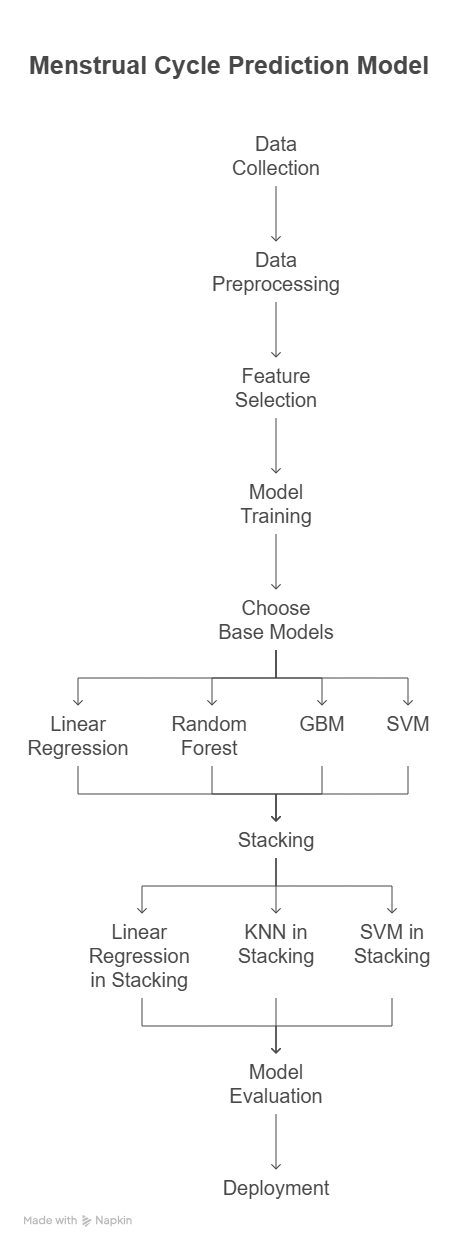 Menstrual Cycle Prediction Model
Data
Collection
Data
Preprocessing
Feature
Selection
Model
Training
Choose
Base Models
Linear
Regression
Random
Forest
GBM
SVM
Stacking
Linear
Regression
in Stacking
KNN in
Stacking
SVM in
Stacking
Model
Evaluation
Deployment
Made with Napkin